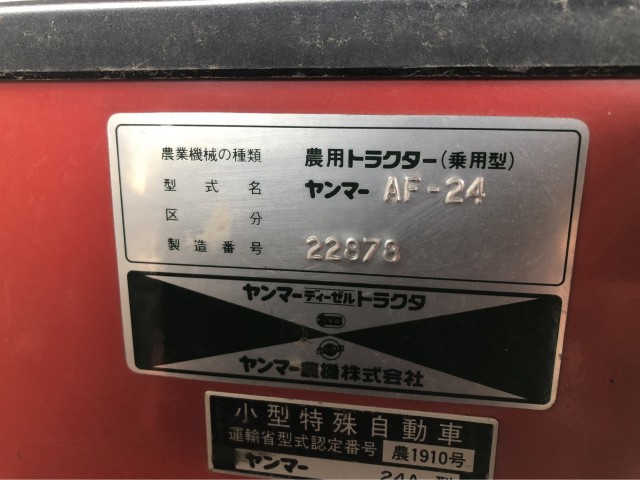 農業機械の種類 農用トラクター(乗用型)
型式名 ヤンマー AF-24
区分
製造番号 22878
ヤンマーディーゼルトラクタ
ヤンマー農機株式会社
小型特殊自動車
運輸省型式認定番号 農1910号
ヤンマー 24A 型